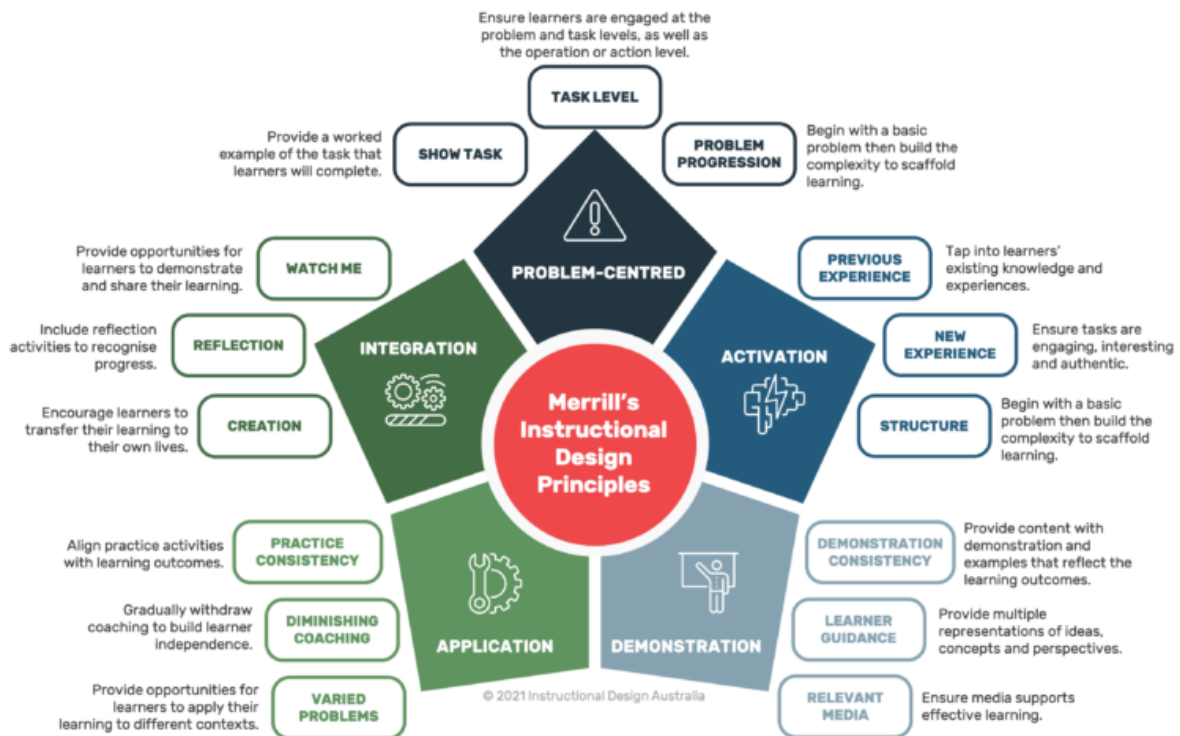 Ensure learners are engaged at the
problem and task levels, as well as
the operation or action level.
TASK LEVEL
Provide a worked
example of the task that
learners will complete.
SHOW TASK
PROBLEM
PROGRESSION
Begin with a basic
problem then build the
complexity to scaffold
learning.
PROBLEM-CENTRED
Provide opportunities for
learners to demonstrate
and share their learning.
WATCH ME
Include reflection
activities to recognise
progress.
REFLECTION
Encourage learners to
transfer their learning to
their own lives.
CREATION
INTEGRATION
Merrill's
Instructional
Design
Principles
ACTIVATION
PREVIOUS
EXPERIENCE
Tap into learners'
existing knowledge and
experiences.
NEW
EXPERIENCE
Ensure tasks are
engaging, interesting
and authentic.
STRUCTURE
Begin with a basic
problem then build the
complexity to scaffold
learning.
Align practice activities
with learning outcomes.
PRACTICE
CONSISTENCY
Gradually withdraw
coaching to build learner
independence.
DIMINISHING
COACHING
Provide opportunities for
learners to apply their
learning to different contexts.
VARIED
PROBLEMS
APPLICATION
DEMONSTRATION
DEMONSTRATION
CONSISTENCY
Provide content with
demonstration and
examples that reflect the
learning outcomes.
LEARNER
GUIDANCE
Provide multiple
representations of ideas,
concepts and perspectives.
RELEVANT
MEDIA
Ensure media supports
effective learning.
© 2021 Instructional Design Australia